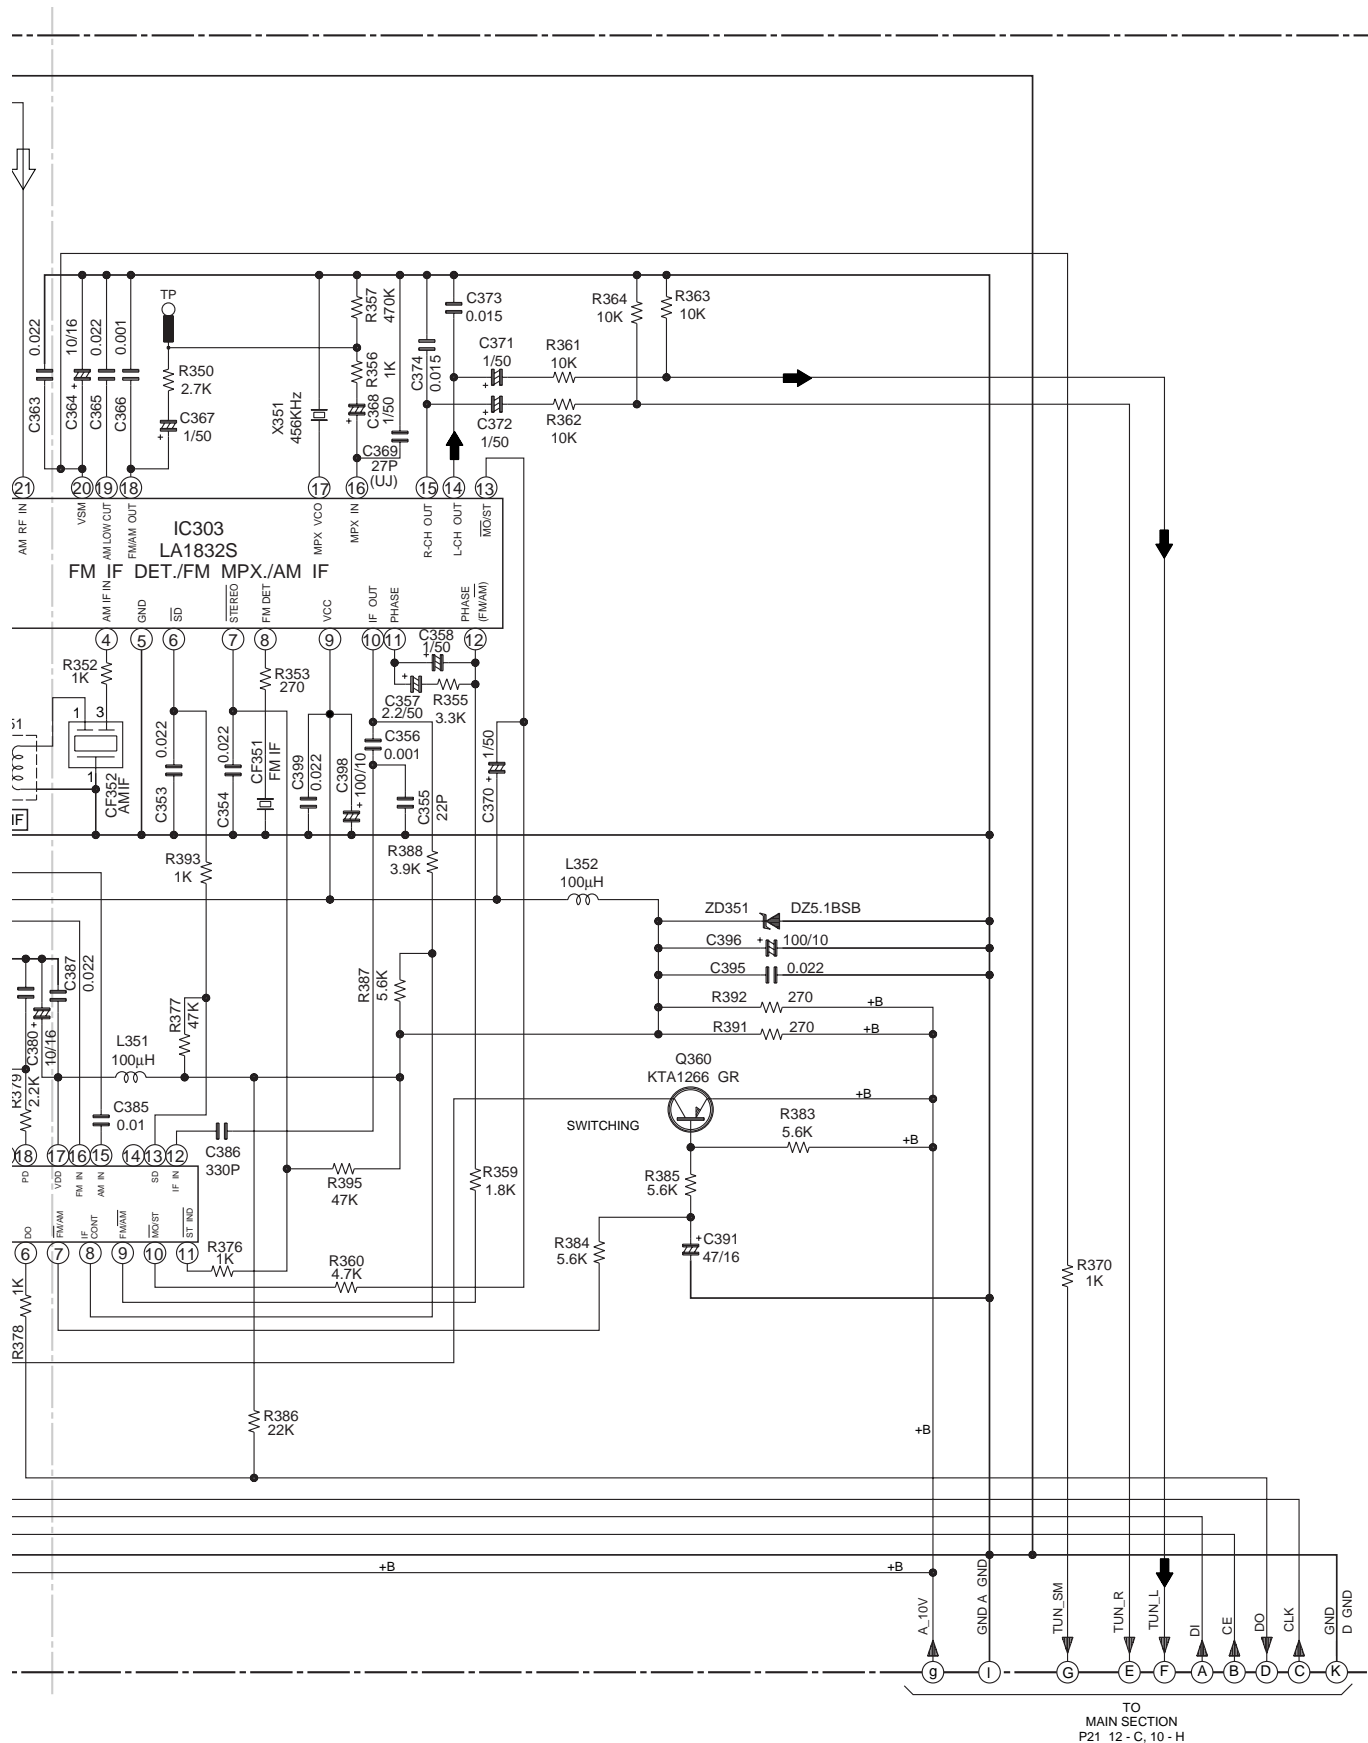 TP
0.022
10/16
0.022
0.001
C363
C364
C365
C366
R350
2.7K
C367
1/50
X351
456KHz
R357
470K
R356
1K
C368
1/50
C369
27P
(UJ)
C374
0.015
C373
0.015
C371
1/50
R361
10K
C372
1/50
R362
10K
R364
10K
R363
10K
21
20
19
18
17
16
15
14
13
AM RF IN
VSM
AM LOW CUT
FM/AM OUT
MPX VCO
MPX IN
R-CH OUT
L-CH OUT
MO/ST
IC303
LA1832S
FM IF DET./FM MPX./AM IF
AM IF IN
GND
SD
STEREO
FM DET
VCC
IF OUT
PHASE
PHASE
(FM/AM)
4
5
6
7
8
9
10
11
12
R352
1K
R353
270
C358
1/50
C357
2.2/50
R355
3.3K
51
1
3
1
CF352
AM IF
IF
0.022
C353
0.022
C354
CF351
FM IF
C399
0.022
C398
100/10
C356
0.001
C355
22P
C370
1/50
R393
1K
R388
3.9K
L352
100μH
ZD351
DZ5.1BSB
C396
100/10
C395
0.022
R392
270
+B
R391
270
+B
C387
0.022
C380
10/16
R379
2.2K
R377
47K
R387
5.6K
L351
100μH
C385
0.01
C386
330P
Q360
KTA1266 GR
SWITCHING
+B
R383
5.6K
+B
R385
5.6K
18
17
16
15
14
13
12
PD
VDD
FM IN
AM IN
SD
IF IN
DO
FM/AM
IF
CONT
FM/AM
MO/ST
ST IND
6
7
8
9
10
11
R395
47K
R359
1.8K
R376
1K
R360
4.7K
R384
5.6K
C391
47/16
R370
1K
R378
1K
R386
22K
+B
+B
+B
A_10V
GND A GND
TUN_SM
TUN_R
TUN_L
DI
CE
DO
CLK
GND
D GND
g
I
G
E
F
A
B
D
C
K
TO
MAIN SECTION
P21 12 - C, 10 - H